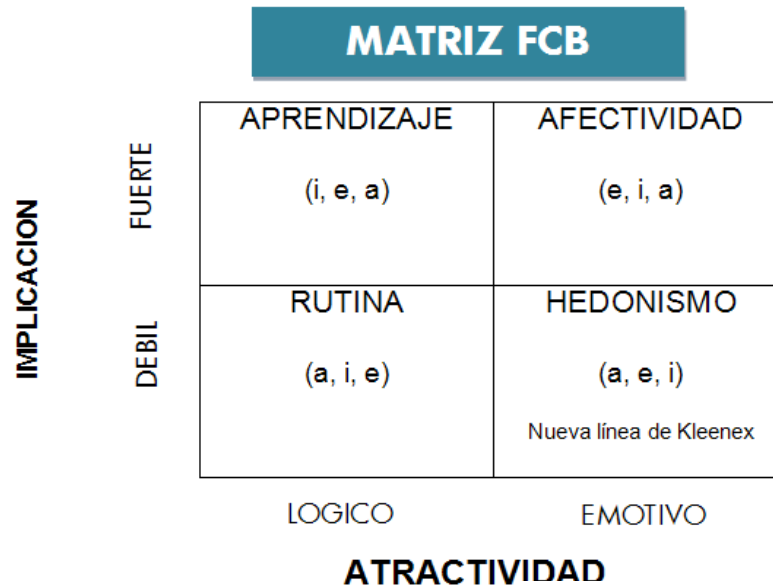 MATRIZ FCB
APRENDIZAJE
AFECTIVIDAD
(i, e, a)
(e, i, a)
FUERTE
IMPLICACION
RUTINA
HEDONISMO
DEBIL
(a, i, e)
(a, e, i)
Nueva línea de Kleenex
LOGICO
EMOTIVO
ATRACTIVIDAD